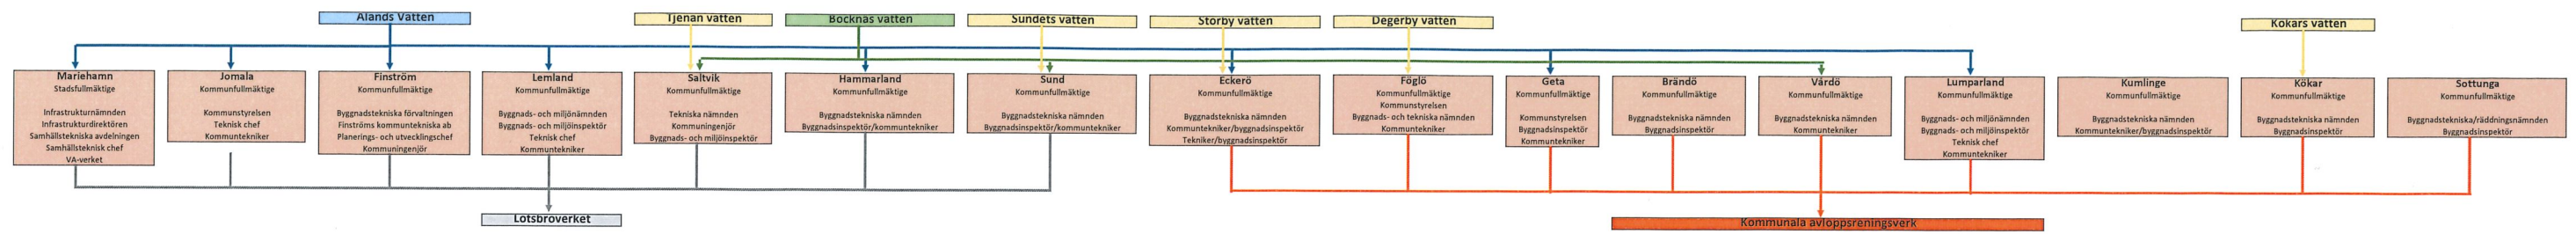 Ålands Vatten
Tjenan vatten
Bocknäs vatten
Sundets vatten
Storby vatten
Degerby vatten
Kökars vatten
Mariehamn
Stadsfullmäktige
Infrastrukturnämnden
Infrastrukturdirektören
Samhällstekniska avdelningen
Samhällsteknisk chef
VA-verket
Jomala
Kommunfullmäktige
Kommunstyrelsen
Teknisk chef
Kommuntekniker
Finström
Kommunfullmäktige
Byggnadstekniska förvaltningen
Finströms kommuntekniska ab
Planerings- och utvecklingschef
Kommuningenjör
Lemland
Kommunfullmäktige
Byggnads- och miljönämnden
Byggnads- och miljöinspektör
Teknisk chef
Kommuntekniker
Saltvik
Kommunfullmäktige
Tekniska nämnden
Kommuningenjör
Byggnads- och miljöinspektör
Hammarland
Kommunfullmäktige
Byggnadstekniska nämnden
Byggnadsinspektör/kommuntekniker
Sund
Kommunfullmäktige
Byggnadstekniska nämnden
Byggnadsinspektör/kommuntekniker
Eckerö
Kommunfullmäktige
Byggnadstekniska nämnden
Kommuntekniker/byggnadsinspektör
Tekniker/byggnadsinspektör
Föglö
Kommunfullmäktige
Kommunstyrelsen
Byggnads- och tekniska nämnden
Kommuntekniker
Geta
Kommunfullmäktige
Kommunstyrelsen
Byggnadsinspektör
Kommuntekniker
Brändö
Kommunfullmäktige
Byggnadstekniska nämnden
Byggnadsinspektör
Vårdö
Kommunfullmäktige
Byggnadstekniska nämnden
Kommuntekniker
Lumparland
Kommunfullmäktige
Byggnads- och miljönämnden
Byggnads- och miljöinspektör
Teknisk chef
Kommuntekniker
Kumlinge
Kommunfullmäktige
Byggnadstekniska nämnden
Kommuntekniker/byggnadsinspektör
Kökar
Kommunfullmäktige
Byggnadstekniska nämnden
Byggnadsinspektör
Sottunga
Kommunfullmäktige
Byggnadstekniska/räddningsnämnden
Byggnadsinspektör
Lotsbroverket
Kommunala avloppsreningsverk